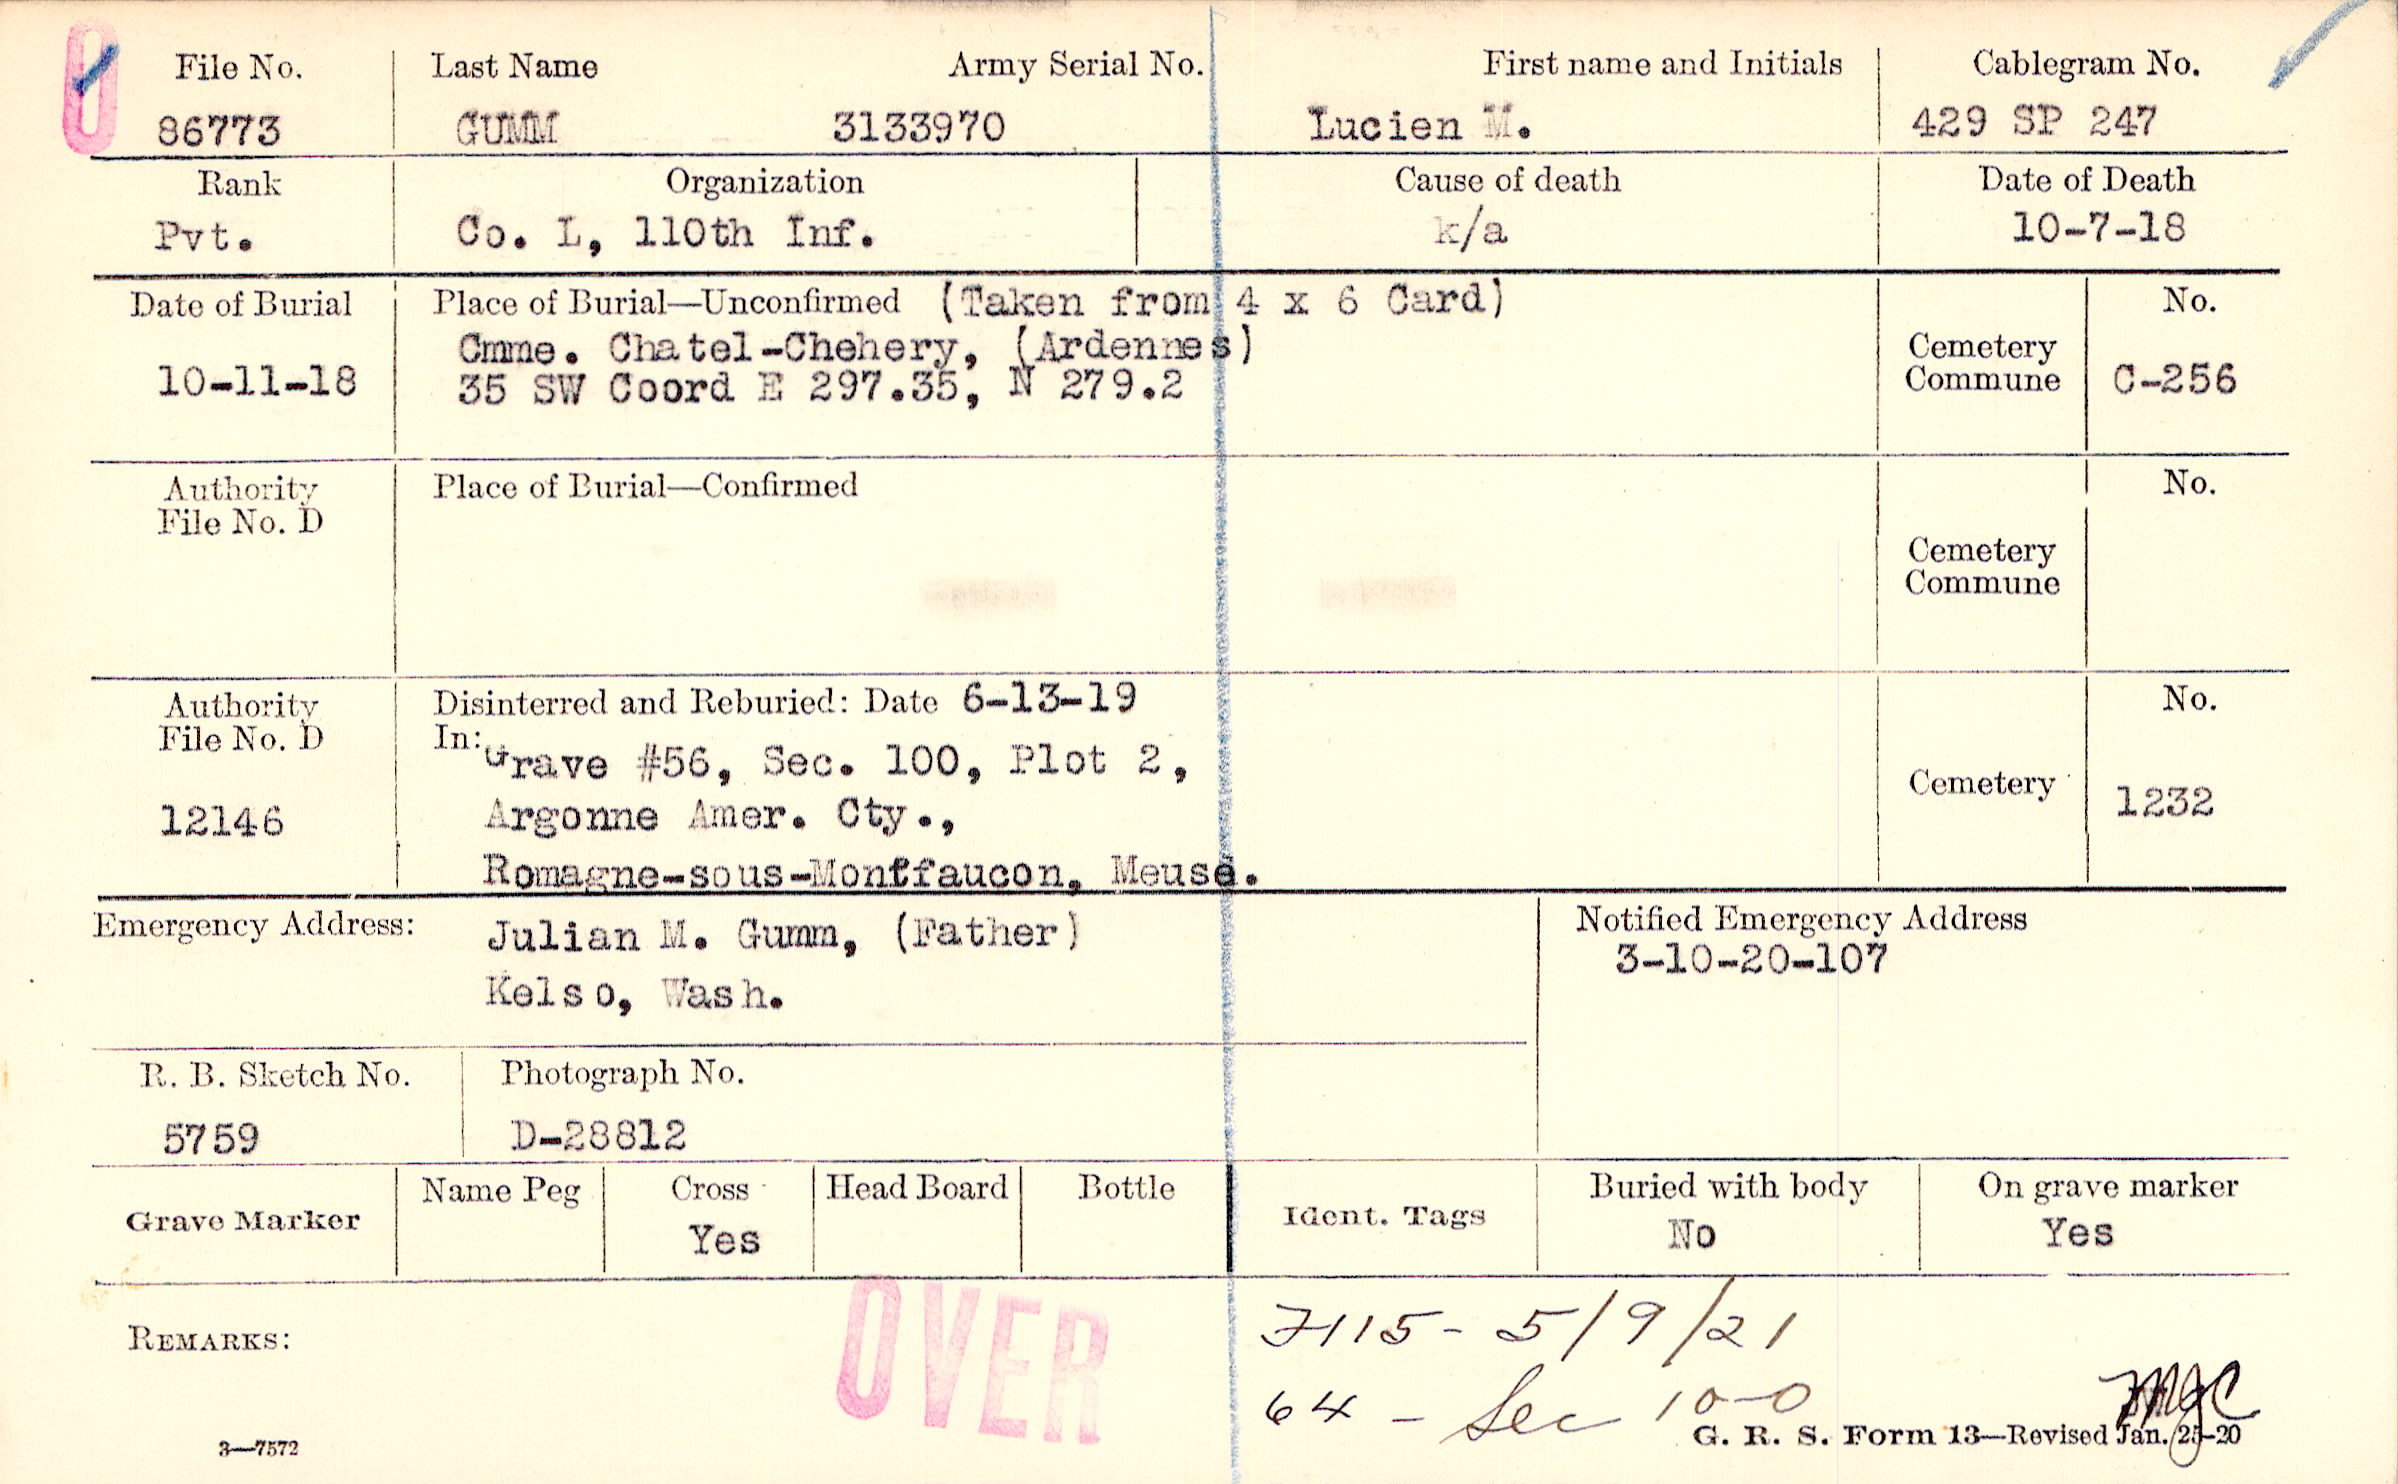 0
File No. Last Name Army Serial No. First name and Initials Cablegram No.
86773 GUMM 3133970 Lucien M. 429 SP 247
Rank Organization Cause of death Date of Death
Pvt. Co. L, 110th Inf. k/a 10-7-18
Date of Burial Place of Burial—Unconfirmed (Taken from 4 x 6 Card) No.
10-11-18 Cmme. Chatel-Chehery, (Ardennes) Cemetery
35 SW Coord E 297.35, N 279.2 Commune C-256
Authority Place of Burial—Confirmed No.
File No. D
Cemetery
Commune
Authority Disinterred and Reburied: Date 6-13-19 No.
File No. D In:
Grave #56, Sec. 100, Plot 2, Cemetery
12146 Argonne Amer. Cty., 1232
Romagne-sous-Montfaucon, Meuse.
Emergency Address: Julian M. Gumm, (Father) Notified Emergency Address
Kelso, Wash. 3-10-20-107
R. B. Sketch No. Photograph No.
5759 D-28812
Grave Marker Name Peg Cross Head Board Bottle Ident. Tags Buried with body On grave marker
Yes No Yes
REMARKS: OVER 7115- 5/9/21
64 - Sec 10-0
3—7572 G. R. S. Form 13—Revised Jan. 25-20